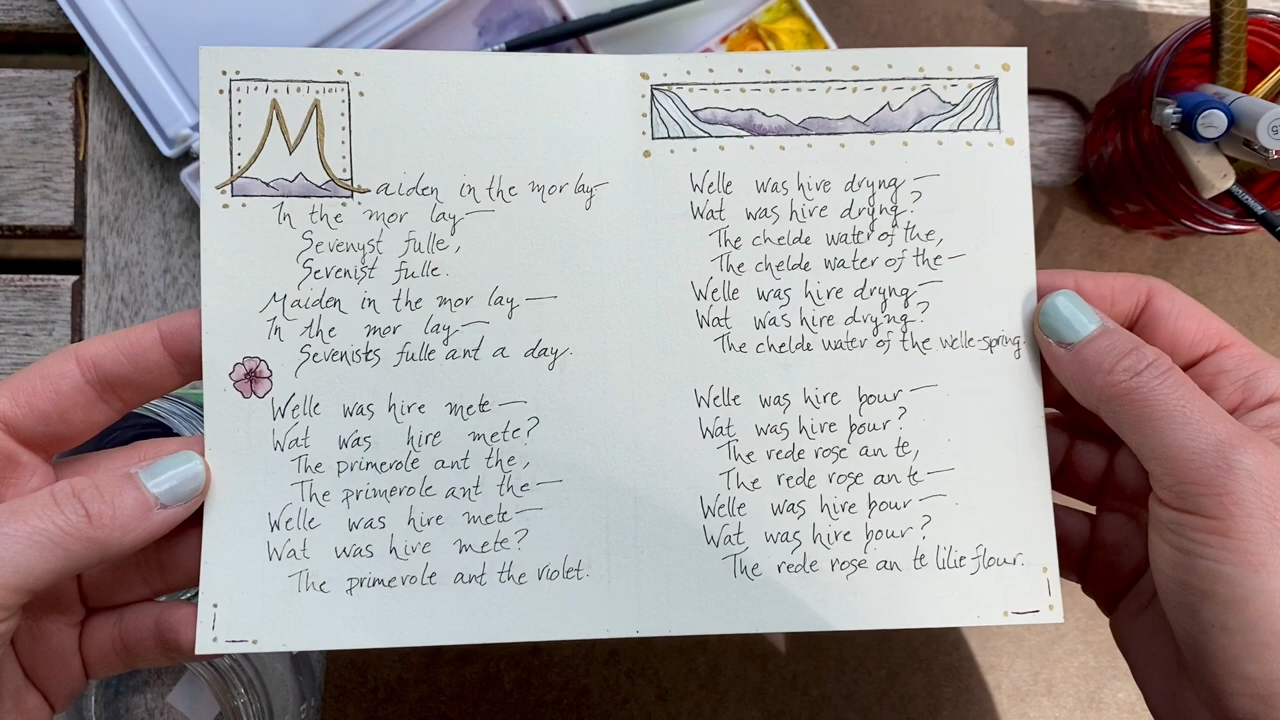 Maiden in the mor lay—
In the mor lay—
Sevenyst fulle,
Sevenist fulle.
Maiden in the mor lay—
In the mor lay—
Sevenists fulle ant a day.
Welle was hire mete—
Wat was hire mete?
The primerole ant the,
The primerole ant the—
Welle was hire mete—
Wat was hire mete?
The primerole ant the violet.
Welle was hire dryng—
Wat was hire dryng?
The chelde water of the,
The chelde water of the—
Welle was hire dryng—
Wat was hire dryng?
The chelde water of the welle-spring.
Welle was hire bour—
Wat was hire bour?
The rede rose an te,
The rede rose an te—
Welle was hire bour—
Wat was hire bour?
The rede rose an te lilie flour.